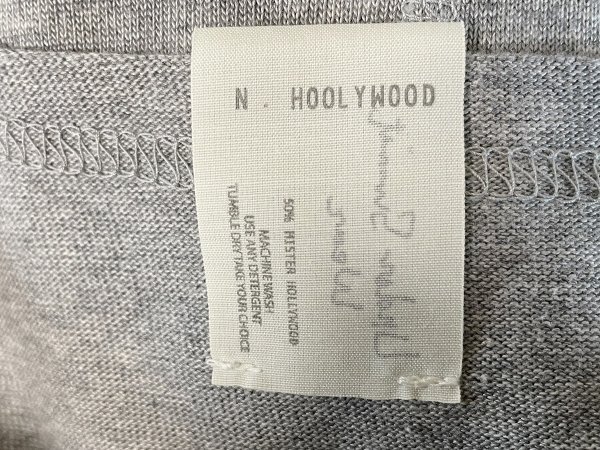 N. HOOLYWOOD
50% MISTER HOLLYWOOD
MACHINE WASH
USE ANY DETERGENT
TUMBLE DRY TAKE YOUR CHOICE